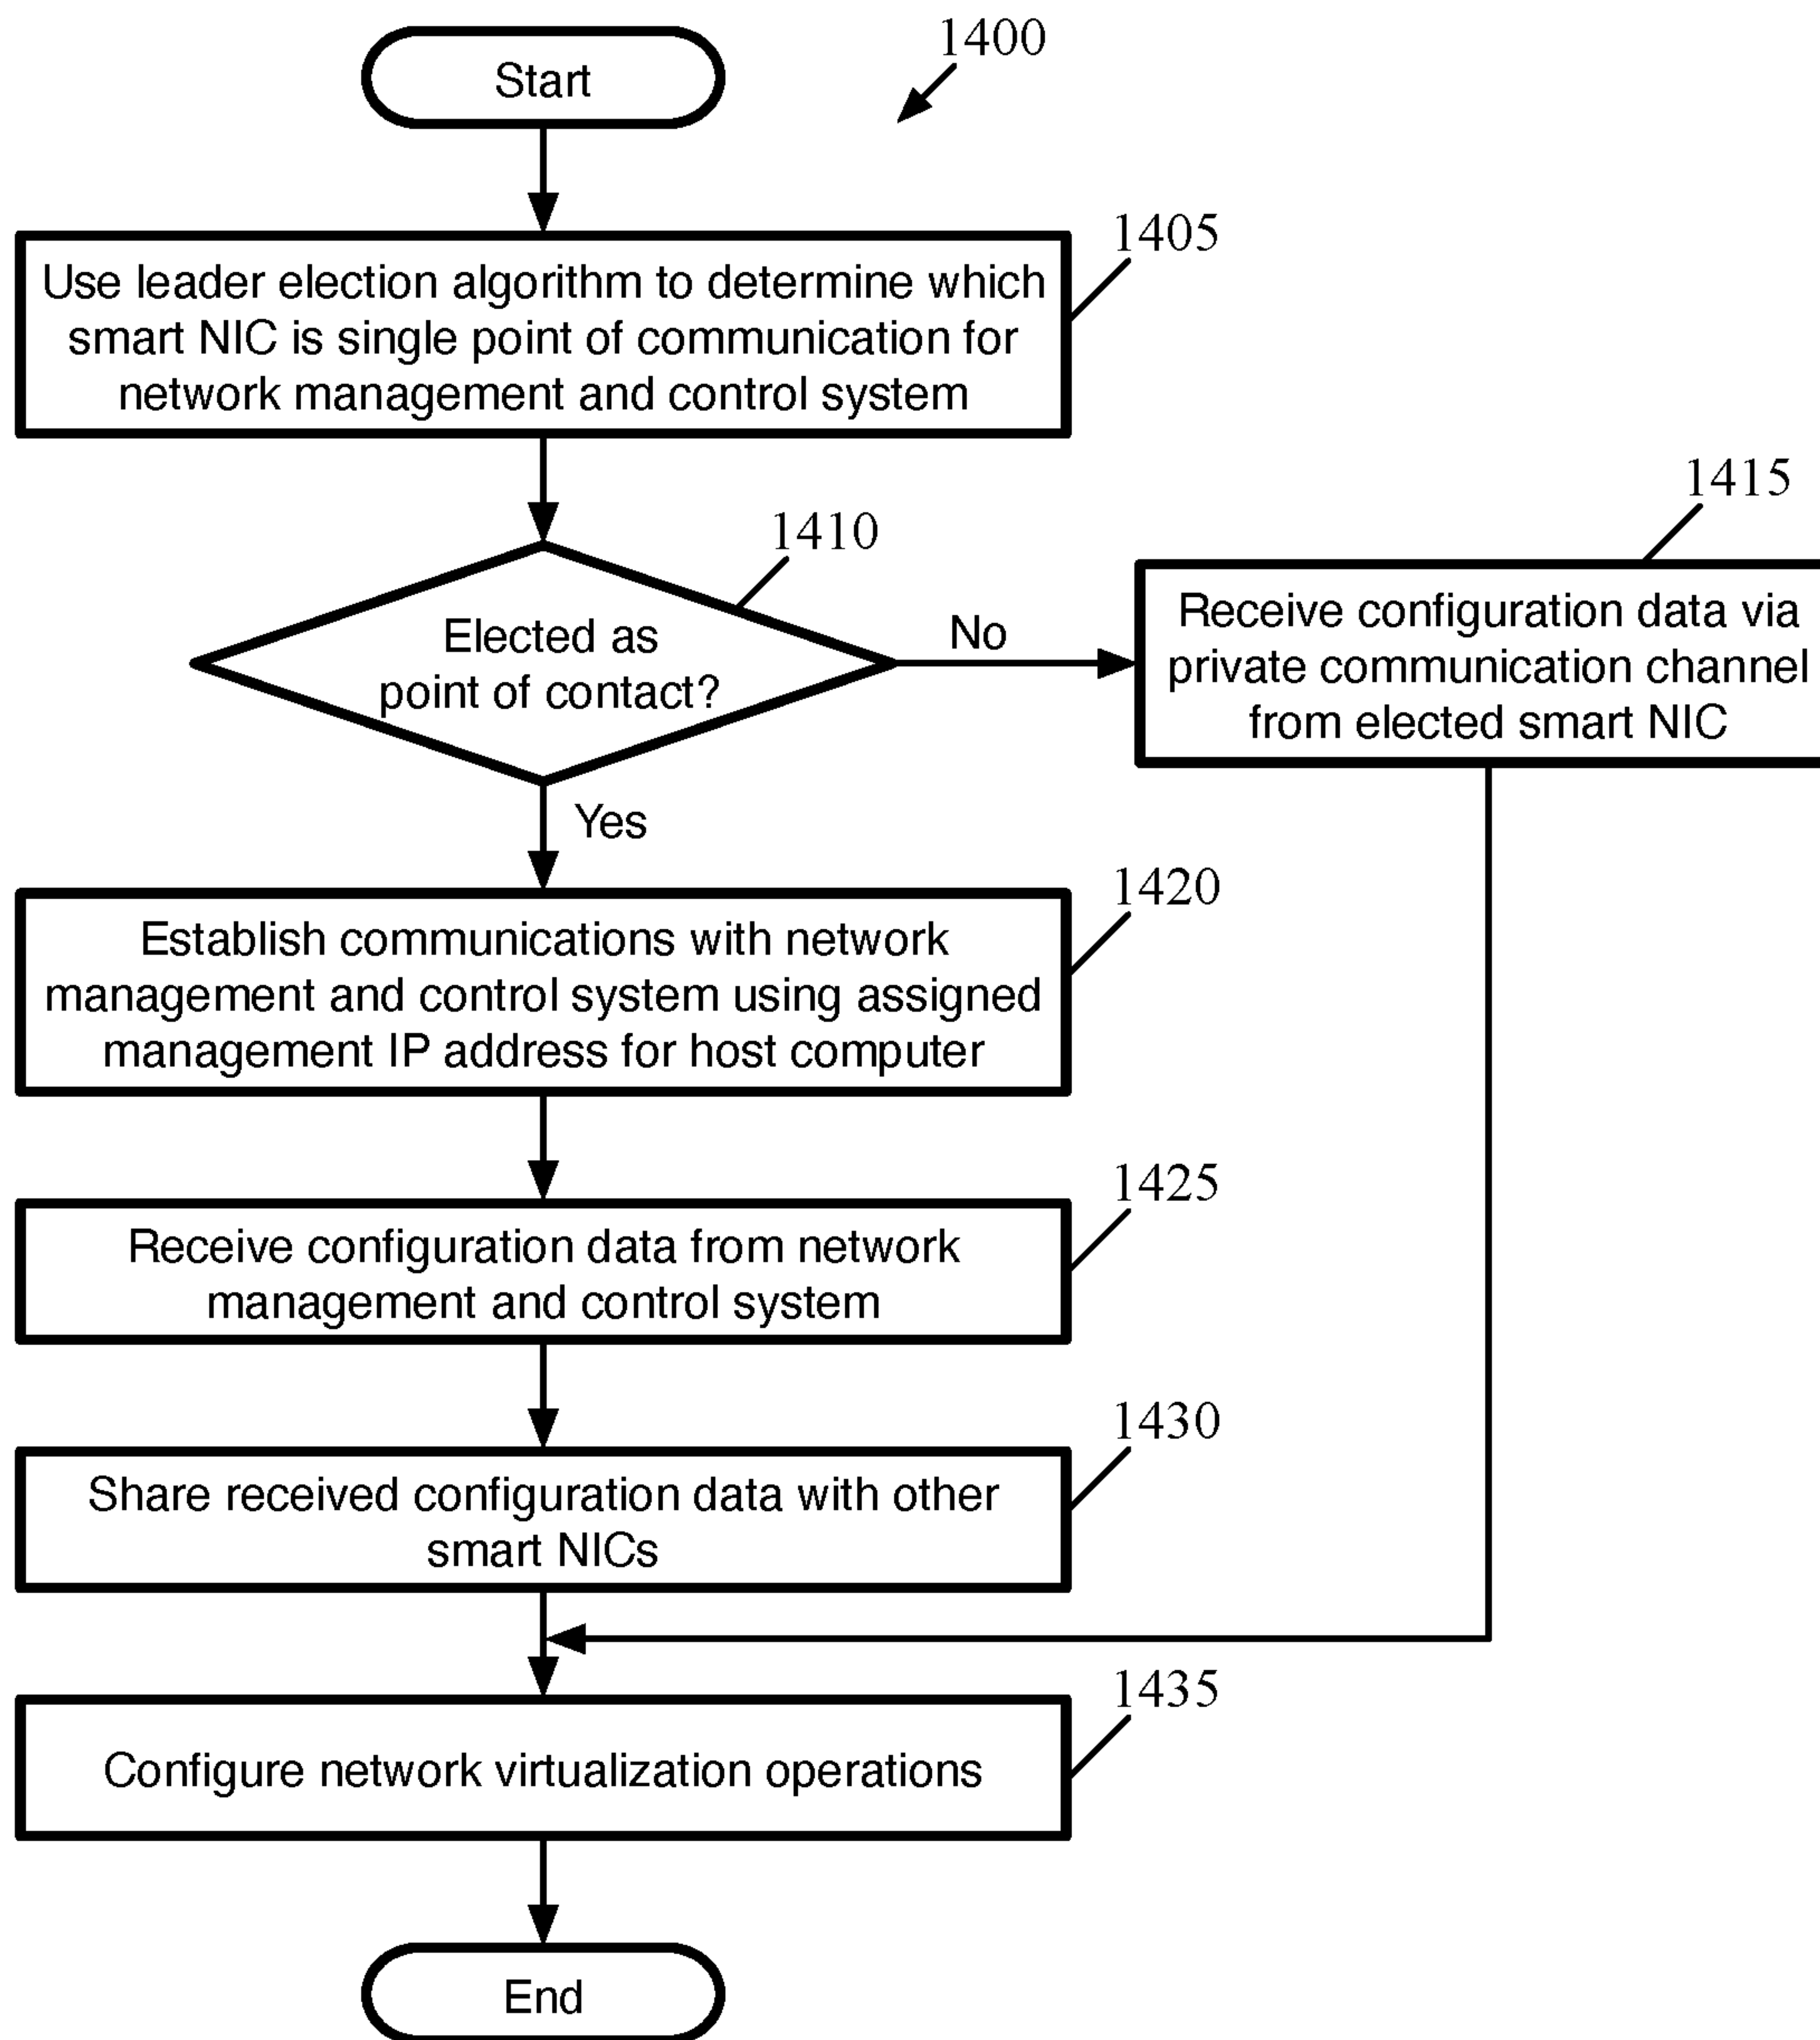 Start
1400
1405
Use leader election algorithm to determine which
smart NIC is single point of communication for
network management and control system
1410
Elected as
point of contact?
No
1415
Receive configuration data via
private communication channel
from elected smart NIC
Yes
1420
Establish communications with network
management and control system using assigned
management IP address for host computer
1425
Receive configuration data from network
management and control system
1430
Share received configuration data with other
smart NICs
1435
Configure network virtualization operations
End